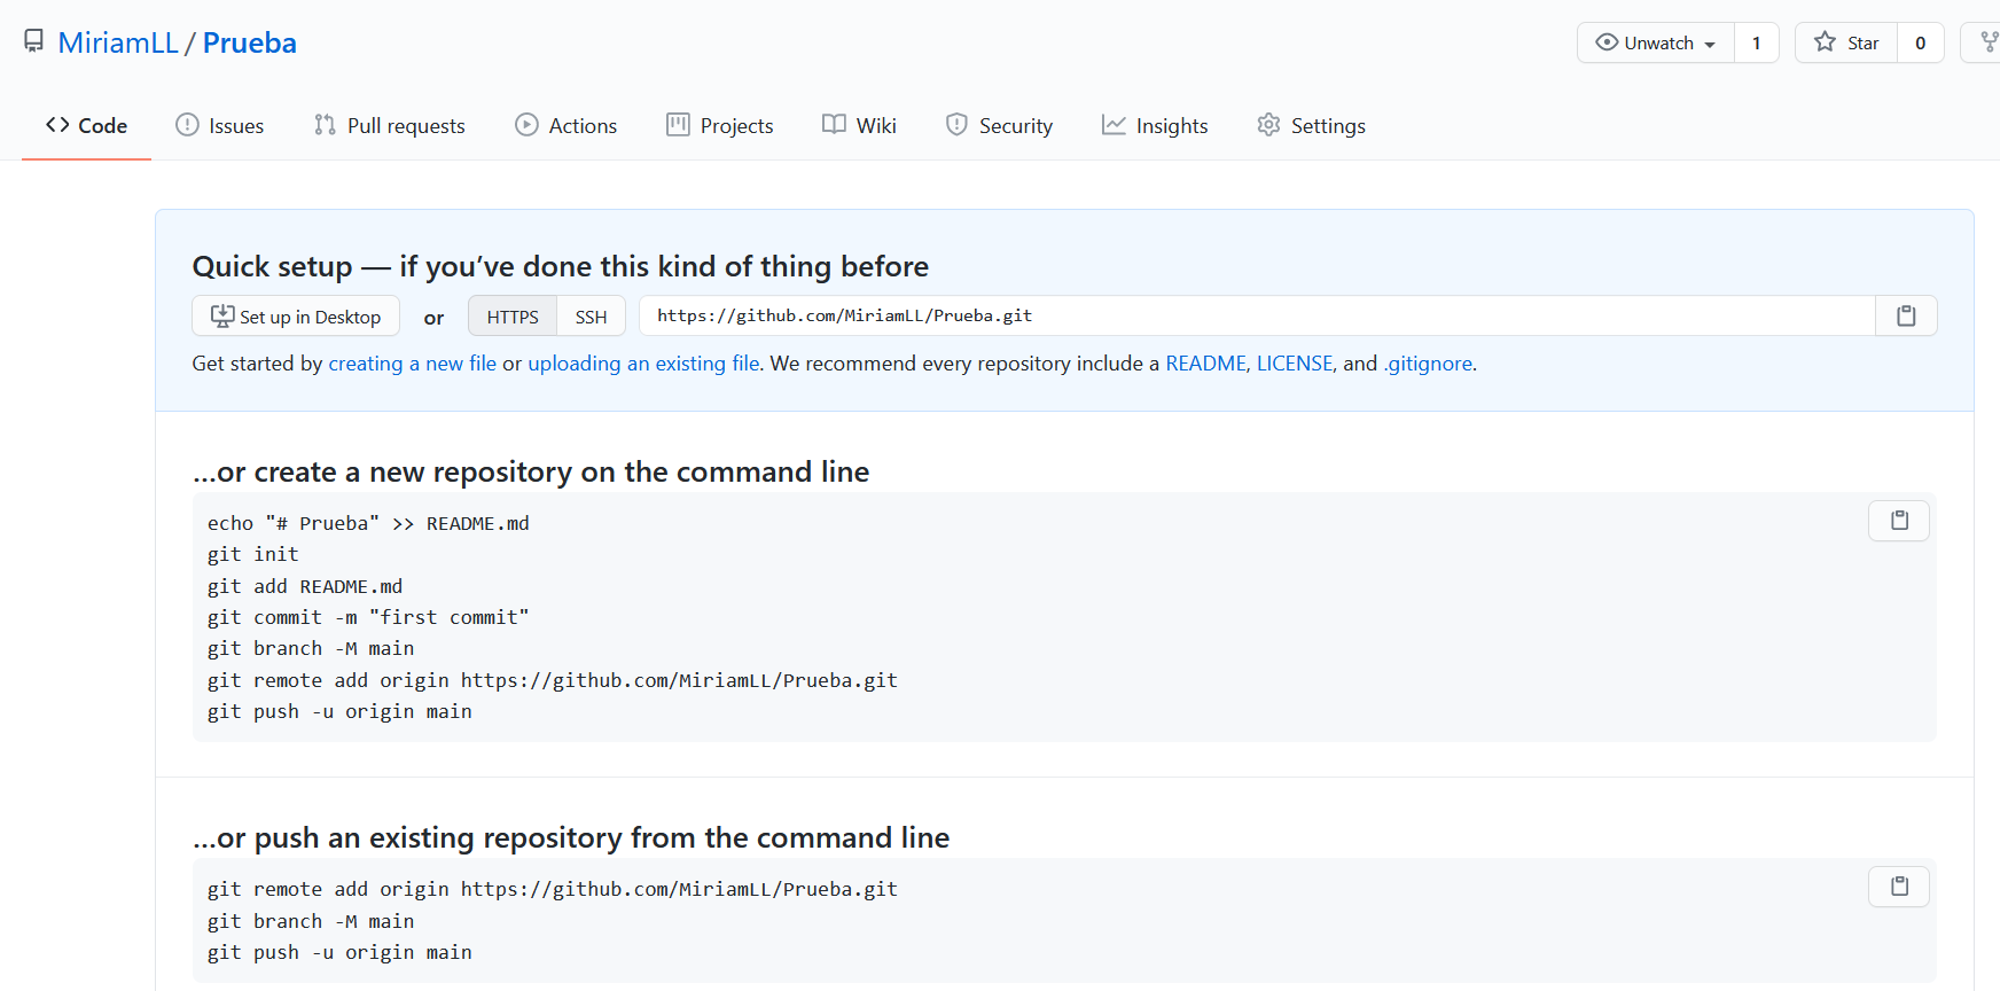 MiriamLL / Prueba
Unwatch 1 Star 0
Code Issues Pull requests Actions Projects Wiki Security Insights Settings
Quick setup — if you’ve done this kind of thing before
Set up in Desktop or HTTPS SSH https://github.com/MiriamLL/Prueba.git
Get started by creating a new file or uploading an existing file. We recommend every repository include a README, LICENSE, and .gitignore.
...or create a new repository on the command line
echo "# Prueba" >> README.md
git init
git add README.md
git commit -m "first commit"
git branch -M main
git remote add origin https://github.com/MiriamLL/Prueba.git
git push -u origin main
...or push an existing repository from the command line
git remote add origin https://github.com/MiriamLL/Prueba.git
git branch -M main
git push -u origin main